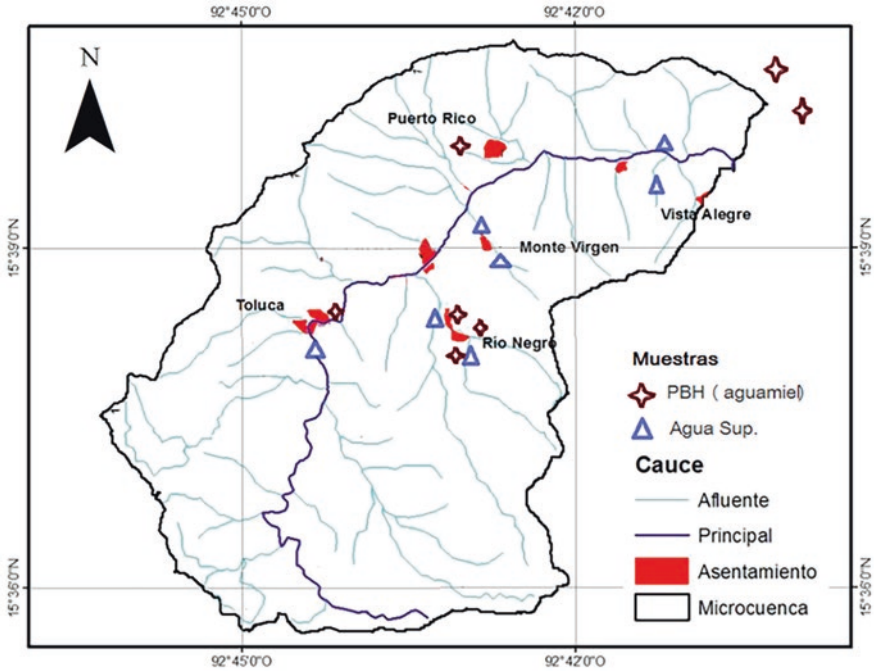 92°45'0"O 92°42'0"O
N
Puerto Rico
Vista Alegre
15°39'0"N 15°39'0"N
Monte Virgen
Toluca
Río Negro
Muestras
PBH ( aguamiel)
Agua Sup.
Cauce
Afluente
Principal
Asentamiento
Microcuenca
15°36'0"N 15°36'0"N
92°45'0"O 92°42'0"O